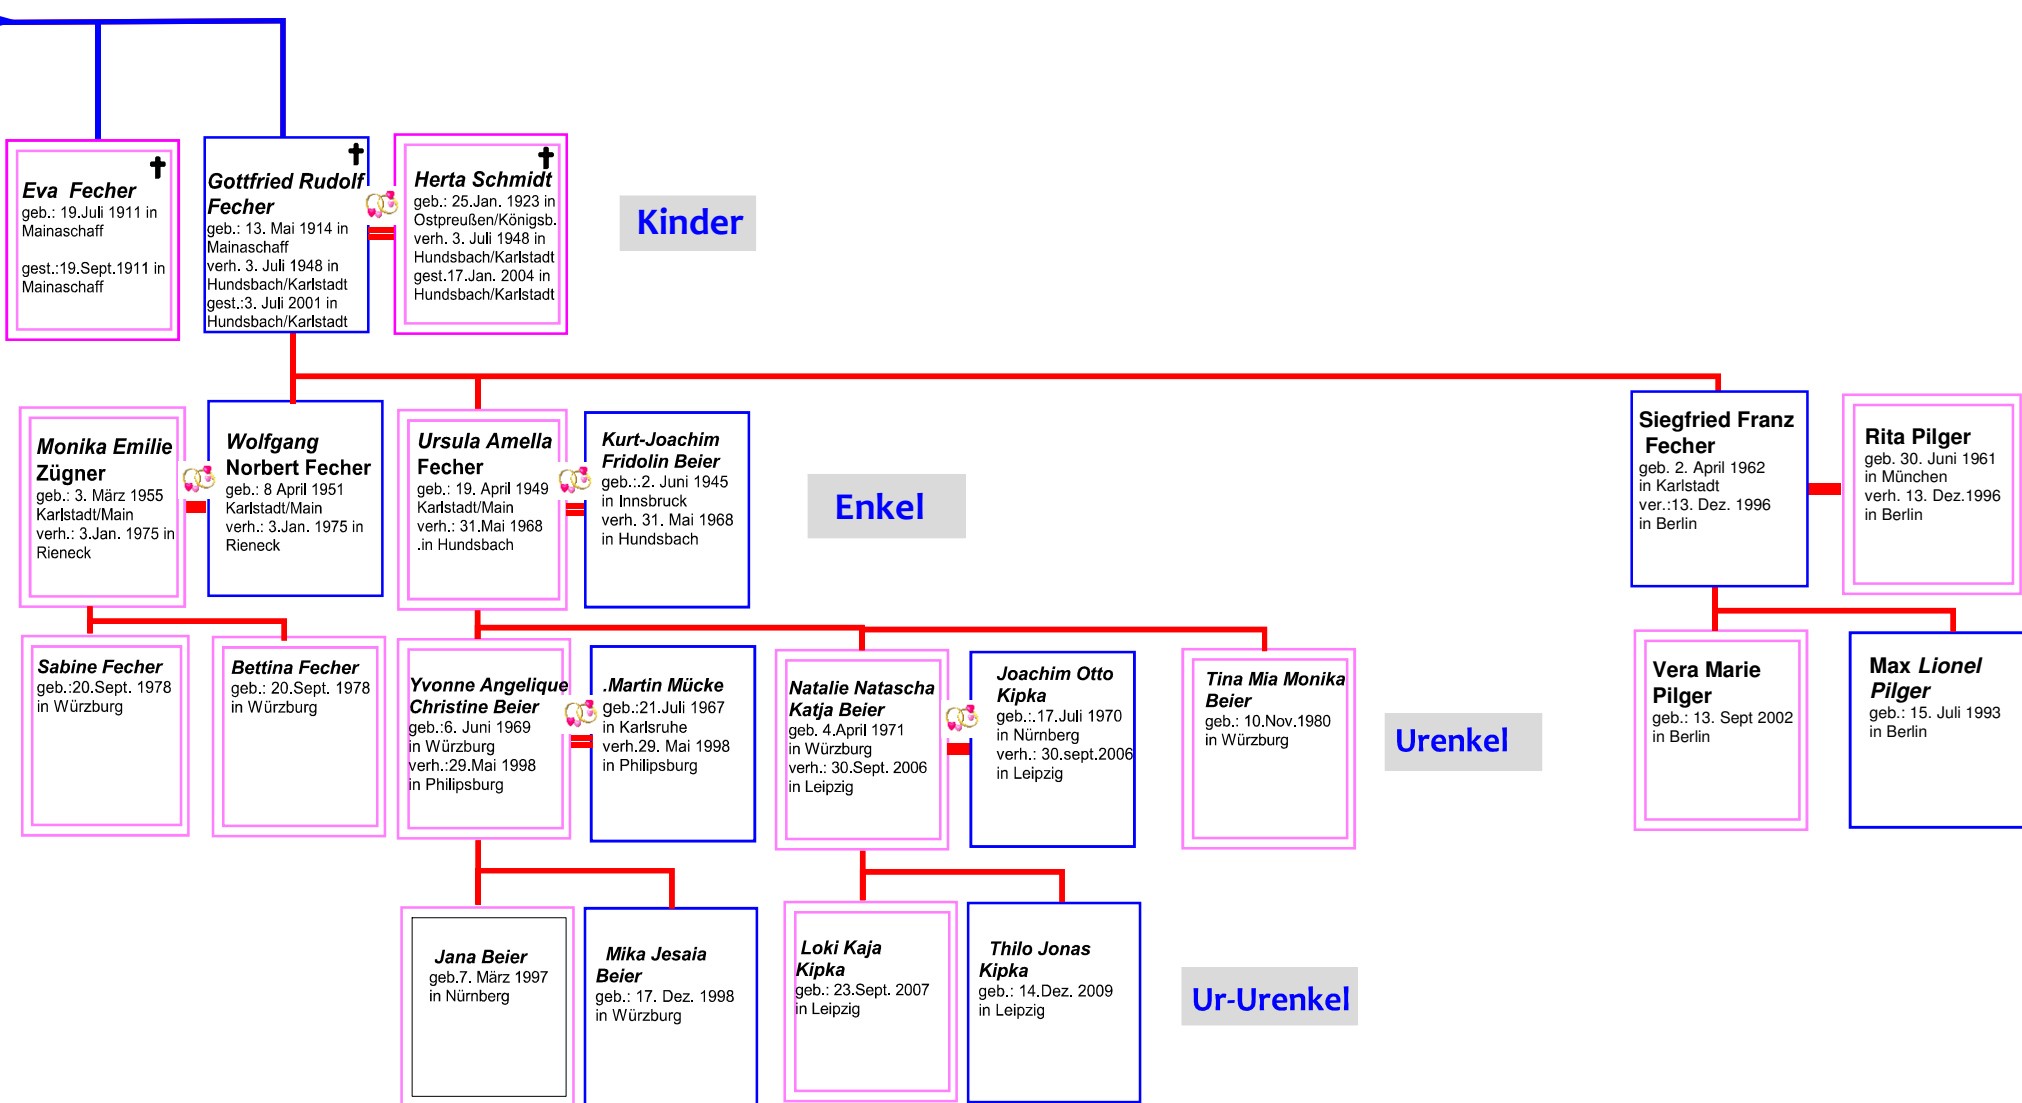 Eva Fecher
geb.: 19.Juli 1911 in
Mainaschaff
gest.:19.Sept.1911 in
Mainaschaff
Gottfried Rudolf
Fecher
geb.: 13. Mai 1914 in
Mainaschaff
verh. 3. Juli 1948 in
Hundsbach/Karlstadt
gest.:3. Juli 2001 in
Hundsbach/Karlstadt
Herta Schmidt
geb.: 25.Jan. 1923 in
Ostpreußen/Königsb.
verh. 3. Juli 1948 in
Hundsbach/Karlstadt
gest.17.Jan. 2004 in
Hundsbach/Karlstadt
Kinder
Monika Emilie
Zügner
geb.: 3. März 1955
Karlstadt/Main
verh.: 3.Jan. 1975 in
Rieneck
Wolfgang
Norbert Fecher
geb.: 8 April 1951
Karlstadt/Main
verh.: 3.Jan. 1975 in
Rieneck
Ursula Amella
Fecher
geb.: 19. April 1949
Karlstadt/Main
verh.: 31.Mai 1968
.in Hundsbach
Kurt-Joachim
Fridolin Beier
geb.:.2. Juni 1945
in Innsbruck
verh. 31. Mai 1968
in Hundsbach
Enkel
Siegfried Franz
Fecher
geb. 2. April 1962
in Karlstadt
ver.:13. Dez. 1996
in Berlin
Rita Pilger
geb. 30. Juni 1961
in München
verh. 13. Dez.1996
in Berlin
Sabine Fecher
geb.:20.Sept. 1978
in Würzburg
Bettina Fecher
geb.: 20.Sept. 1978
in Würzburg
Yvonne Angelique
Christine Beier
geb.:6. Juni 1969
in Würzburg
verh.:29.Mai 1998
in Philipsburg
.Martin Mücke
geb.:21.Juli 1967
in Karlsruhe
verh.29. Mai 1998
in Philipsburg
Natalie Natascha
Katja Beier
geb. 4.April 1971
in Würzburg
verh.: 30.Sept. 2006
in Leipzig
Joachim Otto
Kipka
geb.:.17.Juli 1970
in Nürnberg
verh.: 30.sept.2006
in Leipzig
Tina Mia Monika
Beier
geb.: 10.Nov.1980
in Würzburg
Urenkel
Vera Marie
Pilger
geb.: 13. Sept 2002
in Berlin
Max Lionel
Pilger
geb.: 15. Juli 1993
in Berlin
Jana Beier
geb.7. März 1997
in Nürnberg
Mika Jesaia
Beier
geb.: 17. Dez. 1998
in Würzburg
Loki Kaja
Kipka
geb.: 23.Sept. 2007
in Leipzig
Thilo Jonas
Kipka
geb.: 14.Dez. 2009
in Leipzig
Ur-Urenkel